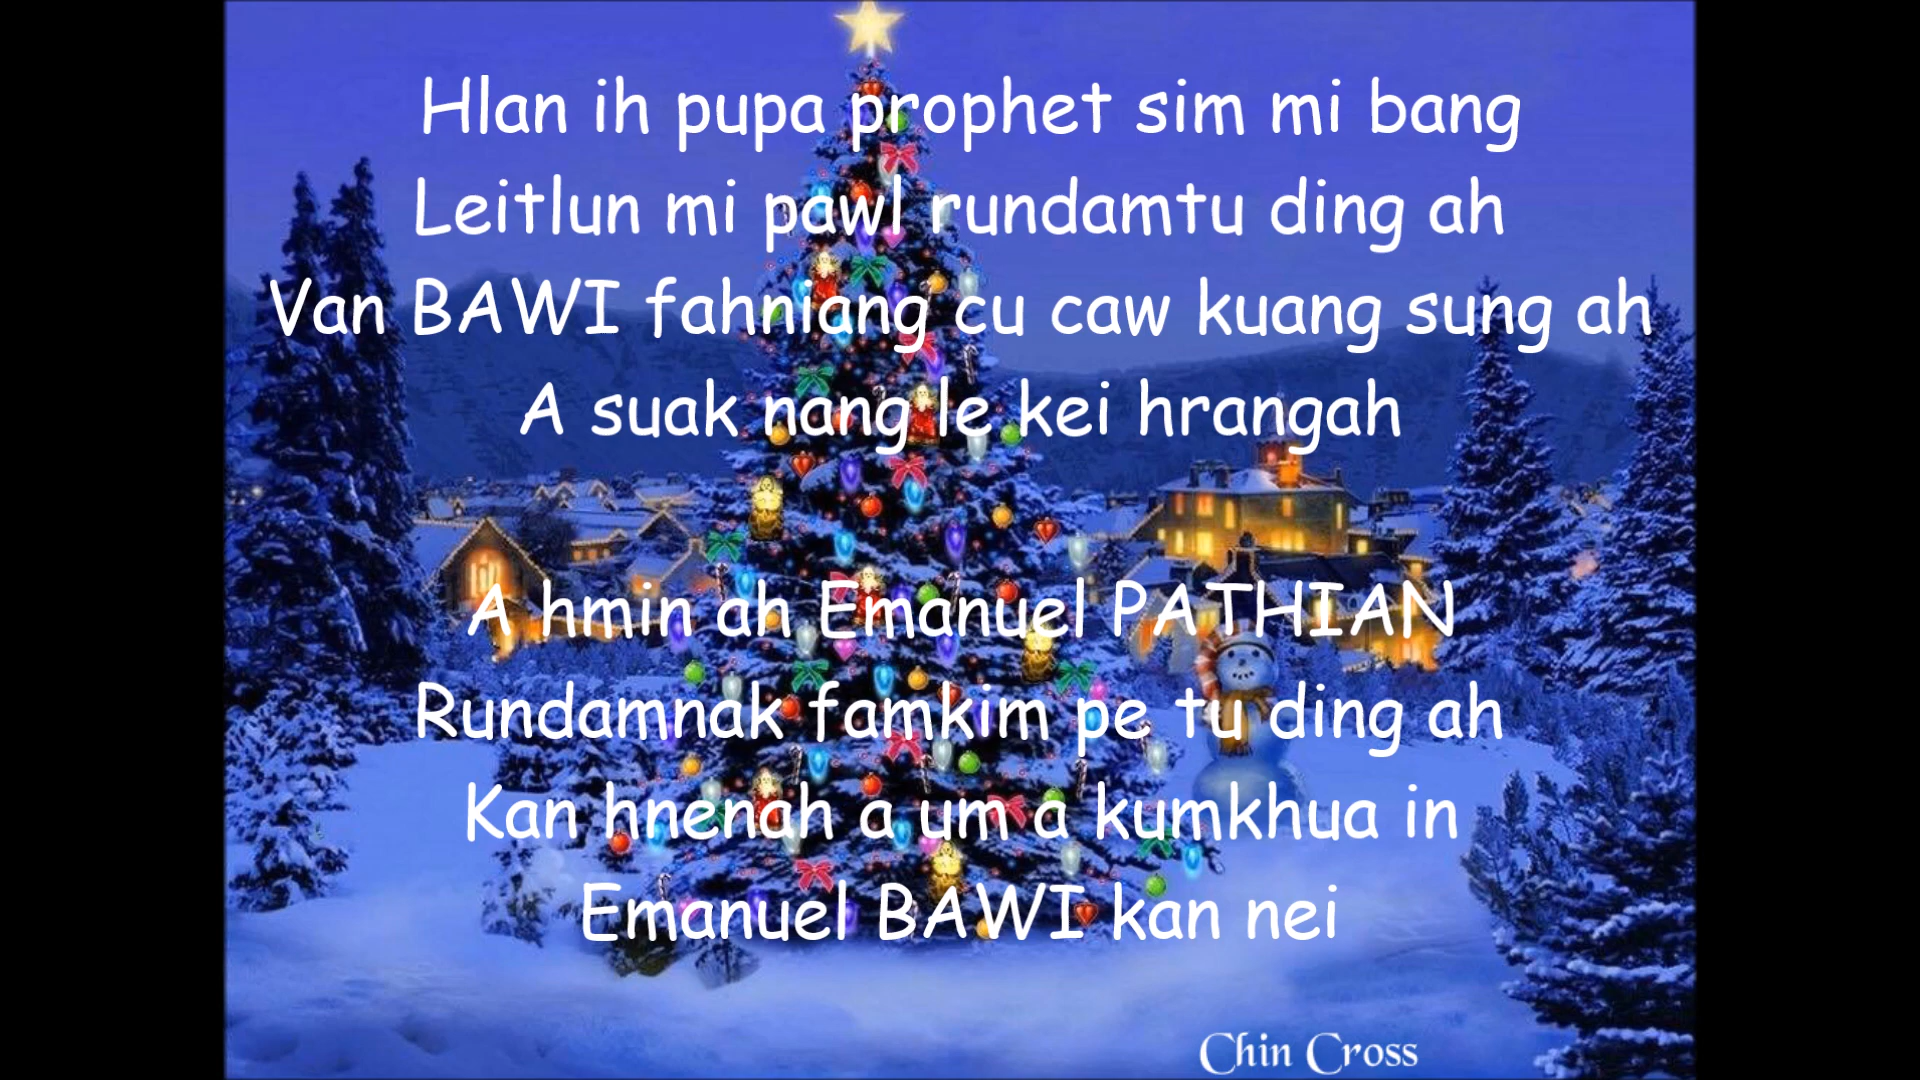 Hlan ih pupa prophet sim mi bang
Leitlun mi pawl rundamtu ding ah
Van BAWI fahniang cu caw kuang sung ah
A suak nang le kei hrangah
A hmin ah Emanuel PATHIAN
Rundamnak famkim pe tu ding ah
Kan hnenah a um a kumkhua in
Emanuel BAWI kan nei
Chin Cross